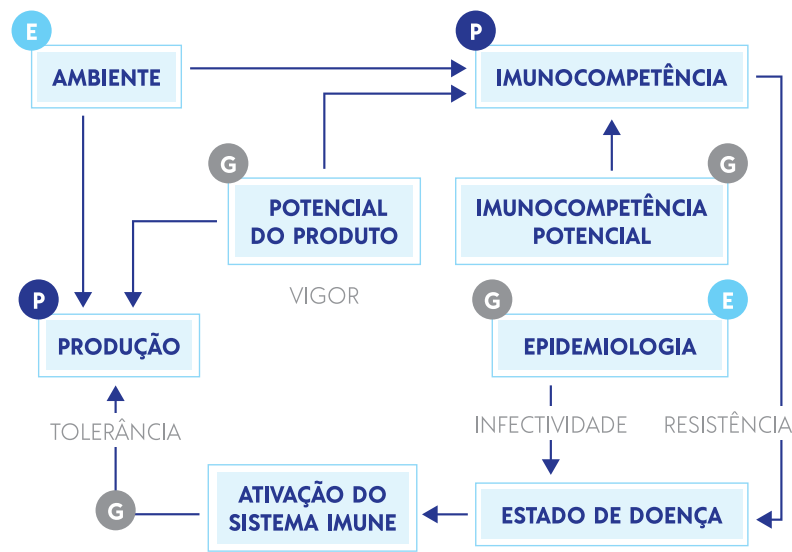 E
AMBIENTE
P
IMUNOCOMPETÊNCIA
G
POTENCIAL
DO PRODUTO
VIGOR
G
IMUNOCOMPETÊNCIA
POTENCIAL
P
PRODUÇÃO
G
E
EPIDEMIOLOGIA
TOLERÂNCIA
INFECTIVIDADE
RESISTÊNCIA
G
ATIVAÇÃO DO
SISTEMA IMUNE
ESTADO DE DOENÇA